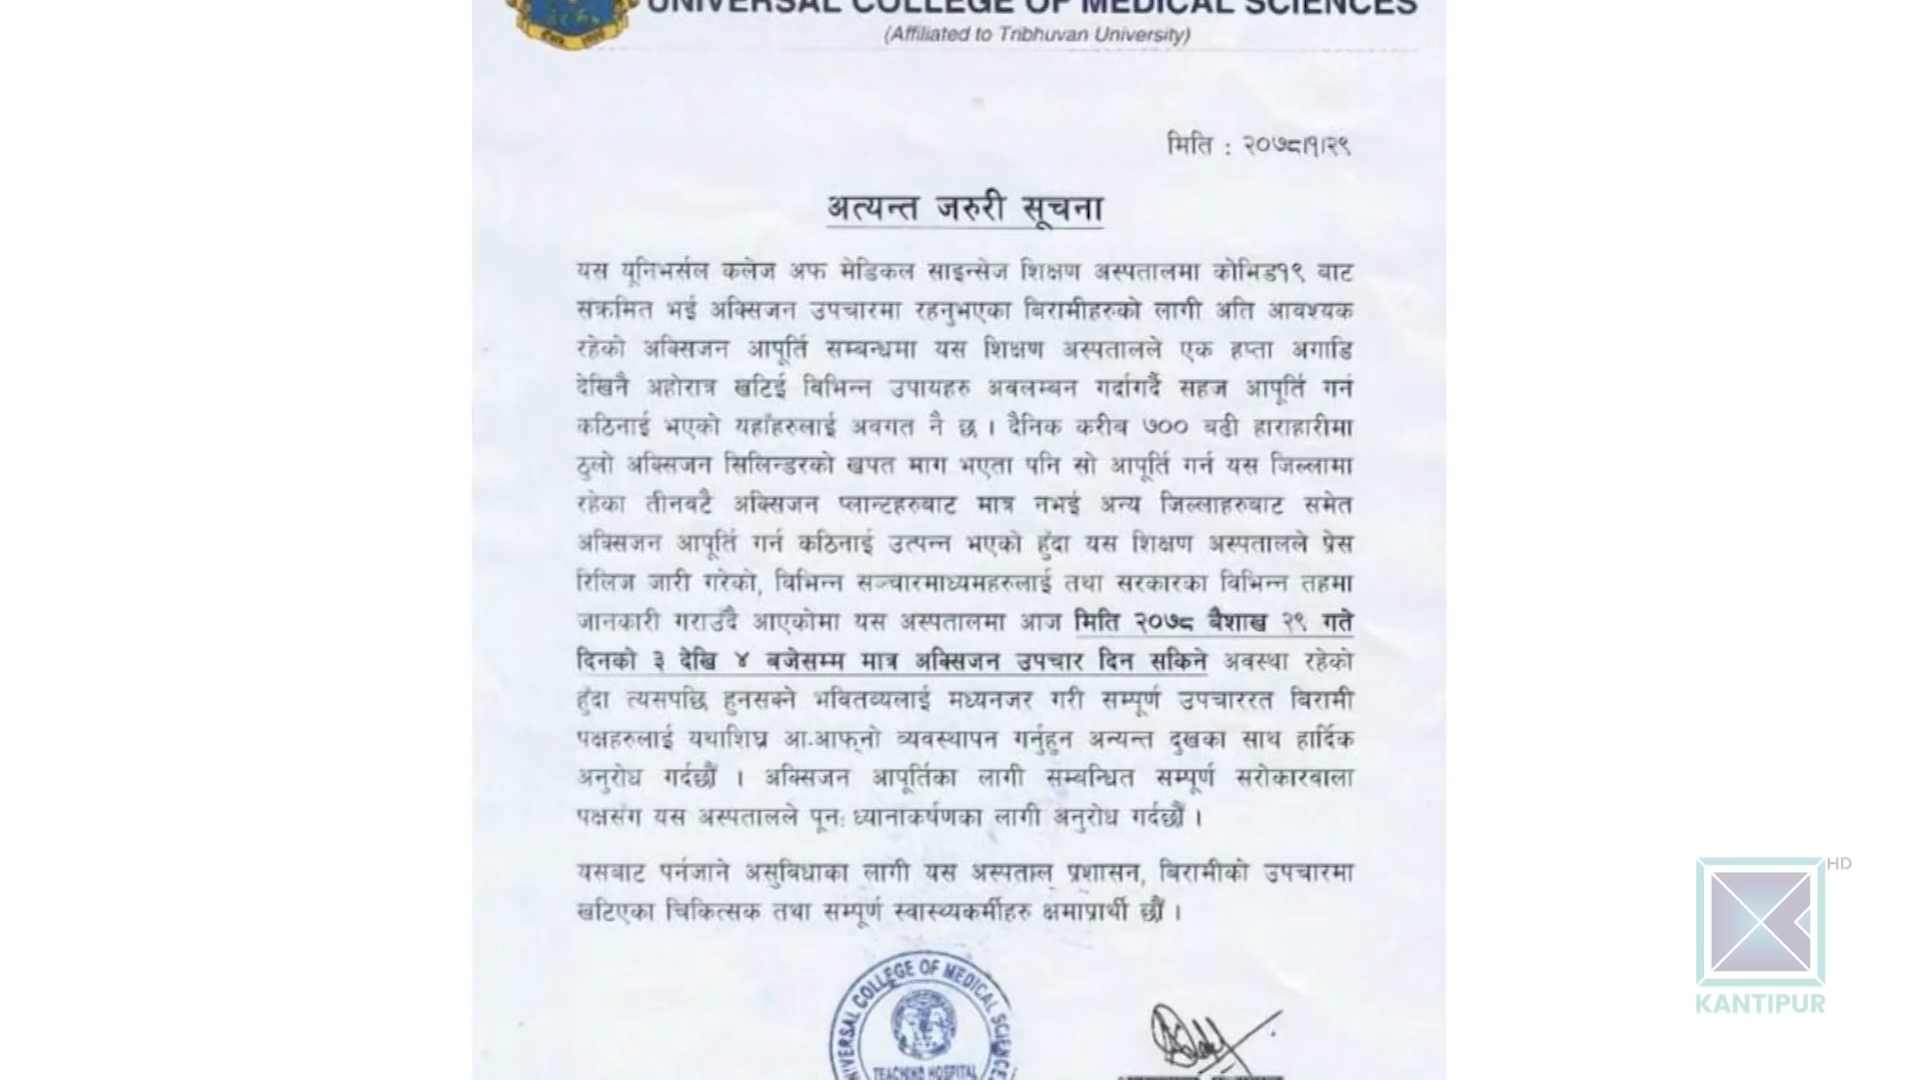 UNIVERSAL COLLEGE OF MEDICAL SCIENCES
(Affiliated to Tribhuvan University)
मिति : २०७८।१।२९
अत्यन्त जरुरी सूचना
यस यूनिभर्सल कलेज अफ मेडिकल साइन्सेज शिक्षण अस्पतालमा कोभिड१९ बाट
संक्रमित भई अक्सिजन उपचारमा रहनुभएका बिरामीहरुको लागी अति आवश्यक
रहेको अक्सिजन आपूर्ति सम्बन्धमा यस शिक्षण अस्पतालले एक हप्ता अगाडि
देखिनै अहोरात्र खटिई विभिन्न उपायहरु अवलम्बन गर्दागर्दै सहज आपूर्ति गर्न
कठिनाई भएको यहाँहरुलाई अवगत नै छ । दैनिक करीब ७०० बढी हाराहारीमा
ठुलो अक्सिजन सिलिन्डरको खपत माग भएता पनि सो आपूर्ति गर्न यस जिल्लामा
रहेका तीनवटै अक्सिजन प्लान्टहरुबाट मात्र नभई अन्य जिल्लाहरुबाट समेत
अक्सिजन आपूर्ति गर्न कठिनाई उत्पन्न भएको हुँदा यस शिक्षण अस्पतालले प्रेस
रिलिज जारी गरेको, विभिन्न सञ्चारमाध्यमहरुलाई तथा सरकारका विभिन्न तहमा
जानकारी गराउँदै आएकोमा यस अस्पतालमा आज मिति २०७८ बैशाख २९ गते
दिनको ३ देखि ४ बजेसम्म मात्र अक्सिजन उपचार दिन सकिने अवस्था रहेको
हुँदा त्यसपछि हुनसक्ने भवितव्यलाई मध्यनजर गरी सम्पूर्ण उपचाररत बिरामी
पक्षहरुलाई यथाशिघ्र आ-आफ्‌नो व्यवस्थापन गर्नुहुन अन्यन्त दुखका साथ हार्दिक
अनुरोध गर्दछौं । अक्सिजन आपूर्तिका लागी सम्बन्धित सम्पूर्ण सरोकारवाला
पक्षसंग यस अस्पतालले पून: ध्यानाकर्षणका लागी अनुरोध गर्दछौं ।
यसबाट पर्नजाने असुविधाका लागी यस अस्पताल प्रशासन, बिरामीको उपचारमा
खटिएका चिकित्सक तथा सम्पूर्ण स्वास्थ्यकर्मीहरु क्षमाप्रार्थी छौं ।
UNIVERSAL COLLEGE OF MEDICAL SCIENCES
TEACHING HOSPITAL
HD
KANTIPUR